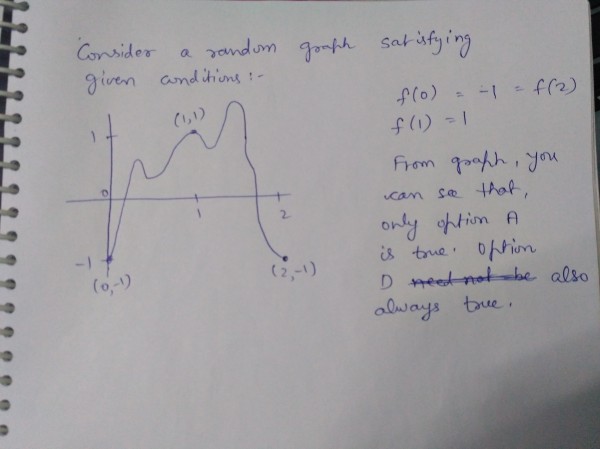 Consider a random graph satisfying
given conditions :-
f(0) = -1 = f(2)
f(1) = 1
(1,1)
1
0
1
2
-1
(0,-1)
(2,-1)
From graph, you
can see that,
only option A
is true. Option
D need not be also
always true.